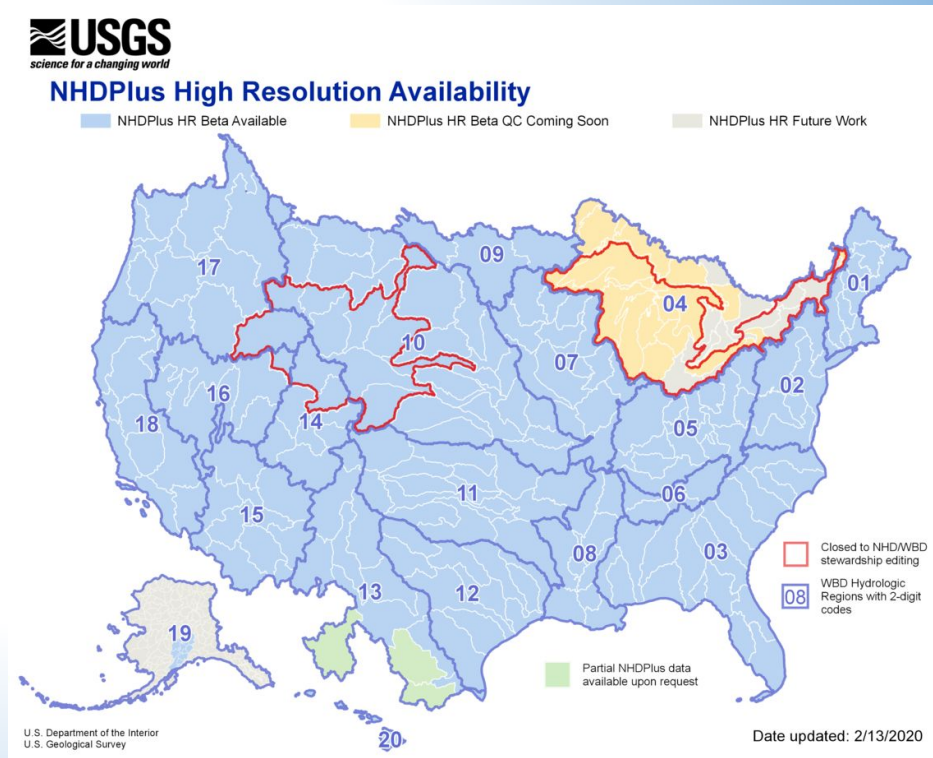 USGS
science for a changing world
NHDPlus High Resolution Availability
NHDPlus HR Beta Available
NHDPlus HR Beta QC Coming Soon
NHDPlus HR Future Work
17
09
04
01
10
07
02
16
18
14
05
11
06
15
03
08
13
12
19
20
Closed to NHD/WBD
stewardship editing
08
WBD Hydrologic
Regions with 2-digit
codes
Partial NHDPlus data
available upon request
U.S. Department of the Interior
U.S. Geological Survey
Date updated: 2/13/2020